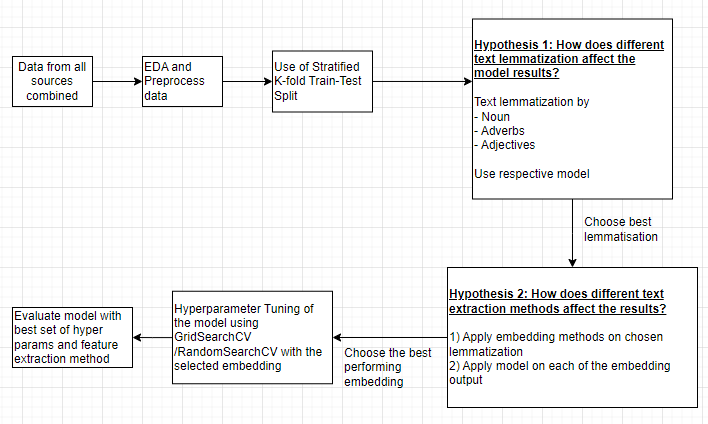 Data from all
sources
combined
EDA and
Preprocess
data
Use of Stratified
K-fold Train-Test
Split
Hypothesis 1: How does different
text lemmatization affect the
model results?
Text lemmatization by
- Noun
- Adverbs
- Adjectives
Use respective model
Choose best
lemmatisation
Hypothesis 2: How does different text
extraction methods affect the results?
1) Apply embedding methods on chosen
lemmatization
2) Apply model on each of the embedding
output
Choose the best
performing
embedding
Hyperparameter Tuning of
the model using
GridSearchCV
/RandomSearchCV with the
selected embedding
Evaluate model with
best set of hyper
params and feature
extraction method